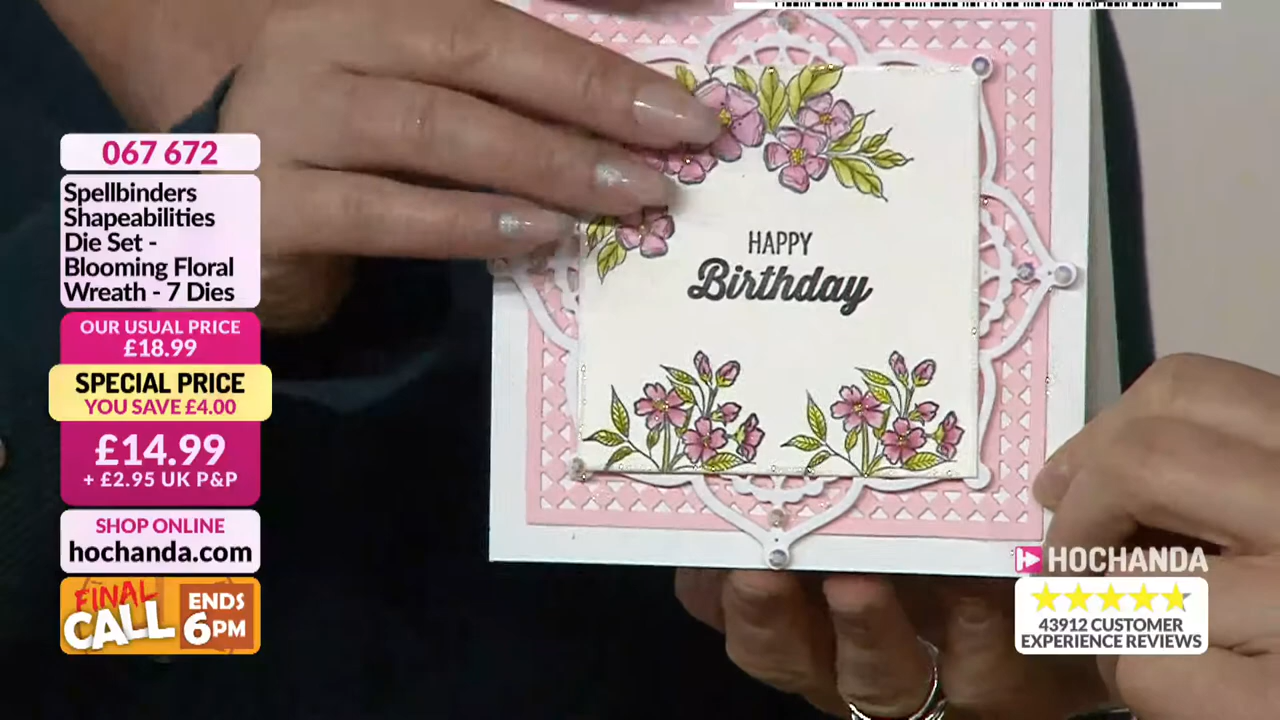 067 672
Spellbinders
Shapeabilities
Die Set -
Blooming Floral
Wreath - 7 Dies
OUR USUAL PRICE
£18.99
SPECIAL PRICE
YOU SAVE £4.00
£14.99
+ £2.95 UK P&P
SHOP ONLINE
hochanda.com
FINAL
CALL
ENDS
6PM
HAPPY
Birthday
HOCHANDA
43912 CUSTOMER
EXPERIENCE REVIEWS